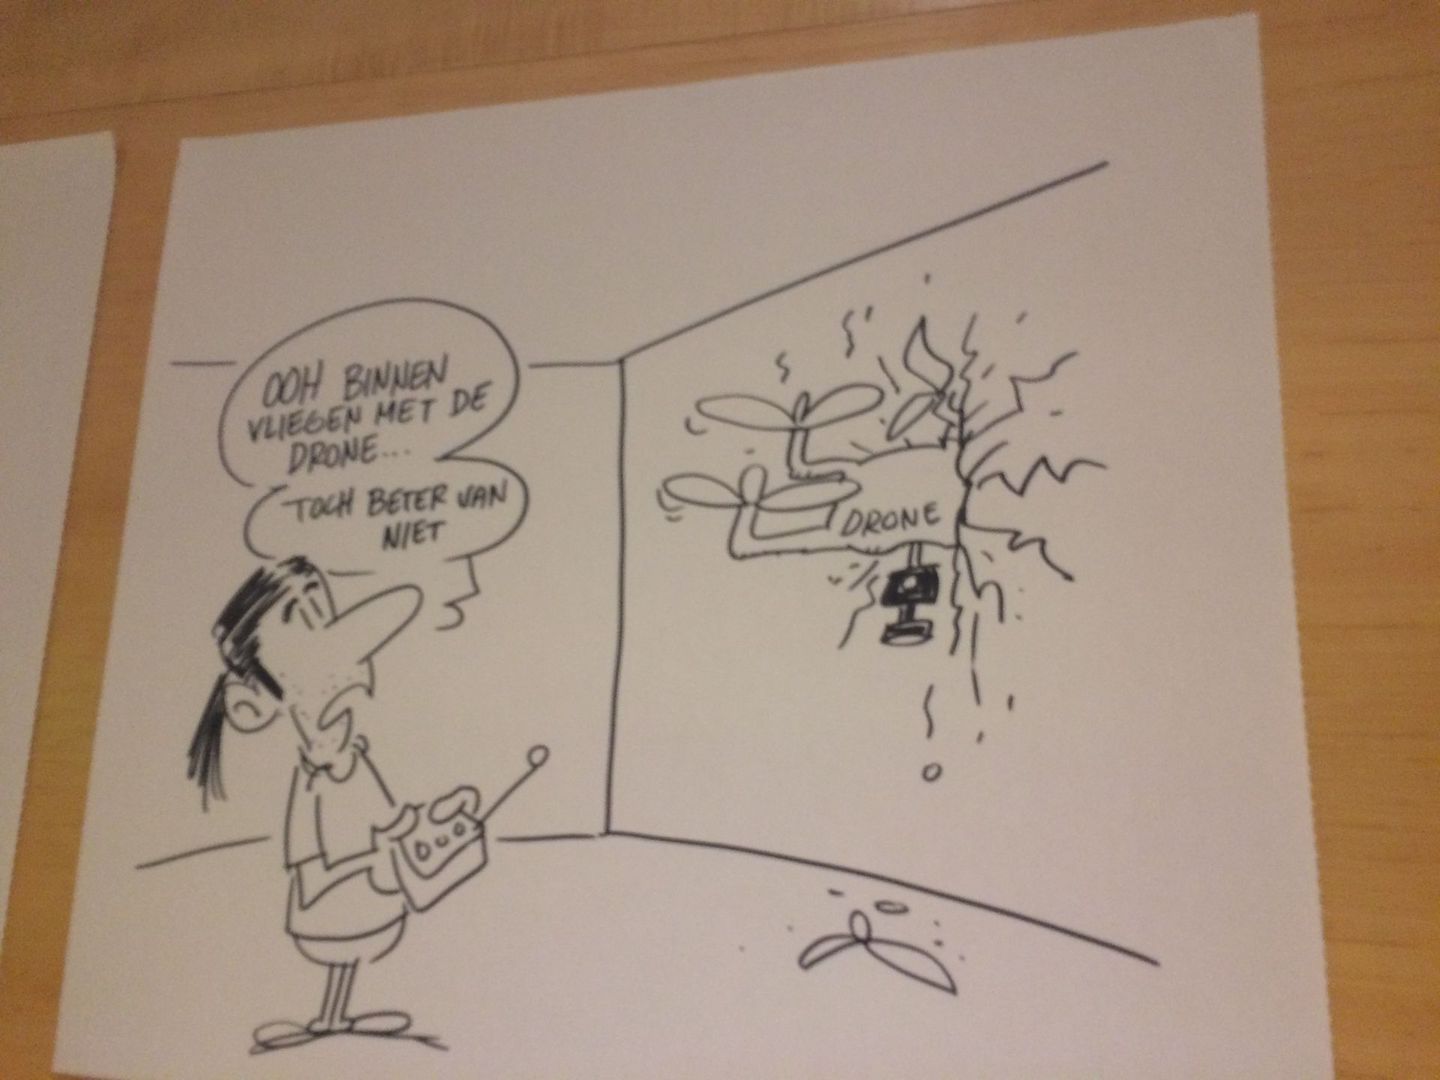 OOH BINNEN
VLIEGEN MET DE
DRONE...
TOCH BETER VAN
NIET
DRONE